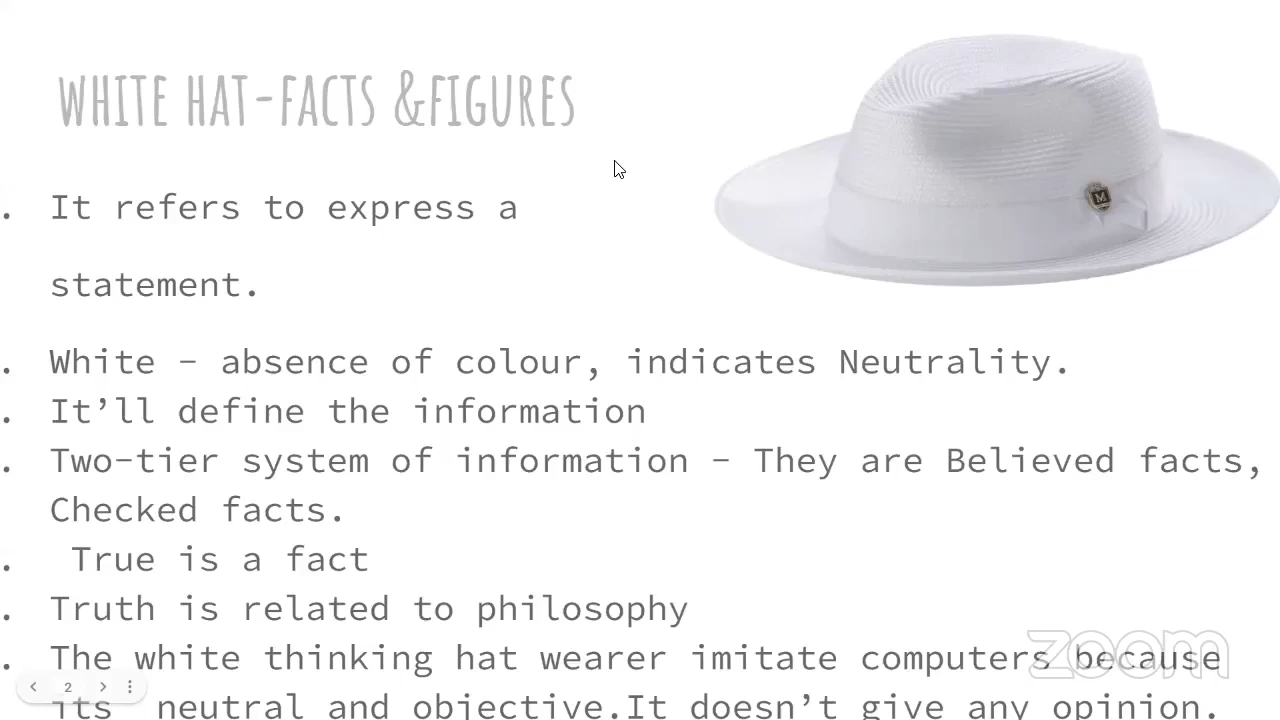 WHITE HAT-FACTS &FIGURES
. It refers to express a
statement.
M
. White – absence of colour, indicates Neutrality.
. It’ll define the information
. Two-tier system of information – They are Believed facts,
Checked facts.
. True is a fact
. Truth is related to philosophy
. The white thinking hat wearer imitate computers because
its neutral and objective.It doesn’t give any opinion.
zoom
2